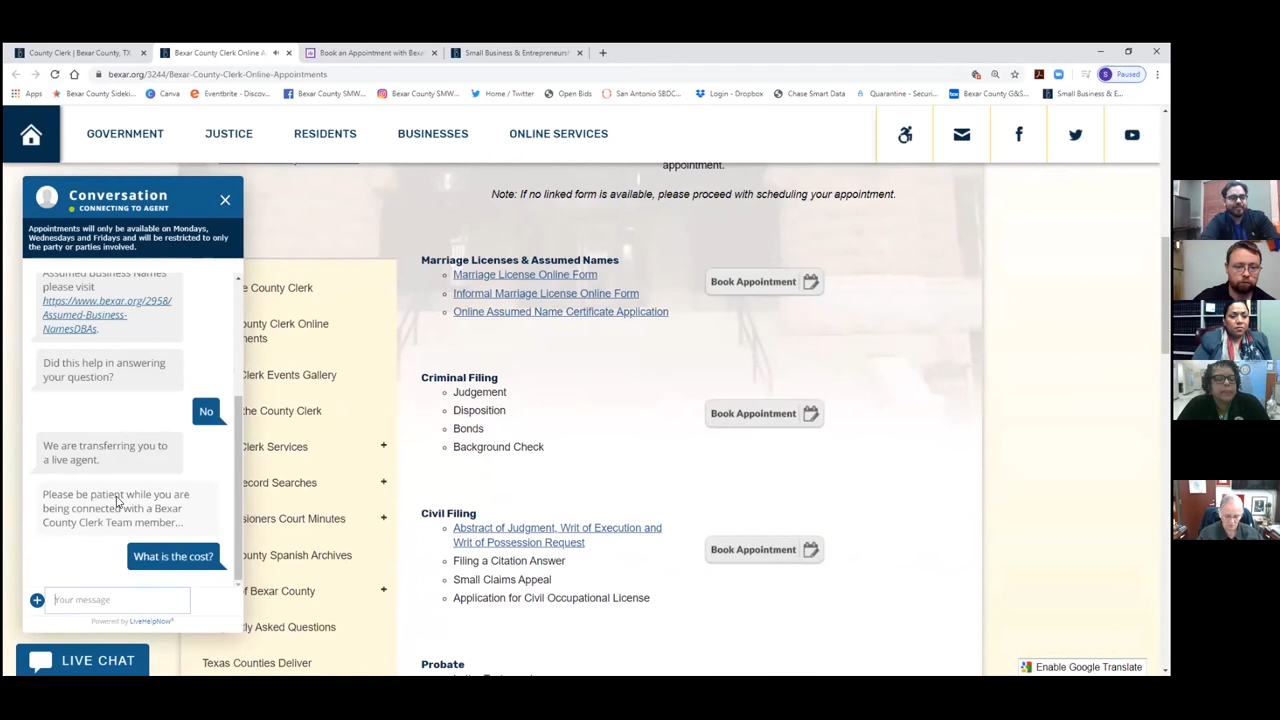 County Clerk | Bexar County, TX
Bexar County Clerk Online A
Book an Appointment with Bexa
Small Business & Entrepreneurs
bexar.org/3244/Bexar-County-Clerk-Online-Appointments
S Paused
Apps
Bexar County Sideki...
Canva
Eventbrite - Discov...
Bexar County SMW...
Bexar County SMW...
Home / Twitter
Open Bids
San Antonio SBDC...
Login - Dropbox
Chase Smart Data
Quarantine - Securi...
Bexar County G&S...
Small Business & E...
GOVERNMENT
JUSTICE
RESIDENTS
BUSINESSES
ONLINE SERVICES
appointment.
Note: If no linked form is available, please proceed with scheduling your appointment.
Conversation
CONNECTING TO AGENT
Appointments will only be available on Mondays,
Wednesdays and Fridays and will be restricted to only
the party or parties involved.
Assumed Business Names
please visit
https://www.bexar.org/2958/
Assumed-Business-
NamesDBAs.
Did this help in answering
your question?
No
We are transferring you to
a live agent.
Please be patient while you are
being connected with a Bexar
County Clerk Team member...
What is the cost?
Your message
Powered by LiveHelpNow®
LIVE CHAT
e County Clerk
ounty Clerk Online
ments
Clerk Events Gallery
the County Clerk
Clerk Services +
ecord Searches +
sioners Court Minutes +
ounty Spanish Archives
of Bexar County +
tly Asked Questions
Texas Counties Deliver
Marriage Licenses & Assumed Names
Marriage License Online Form
Informal Marriage License Online Form
Online Assumed Name Certificate Application
Book Appointment
Criminal Filing
Judgement
Disposition
Bonds
Background Check
Book Appointment
Civil Filing
Abstract of Judgment, Writ of Execution and
Writ of Possession Request
Filing a Citation Answer
Small Claims Appeal
Application for Civil Occupational License
Book Appointment
Probate
Enable Google Translate